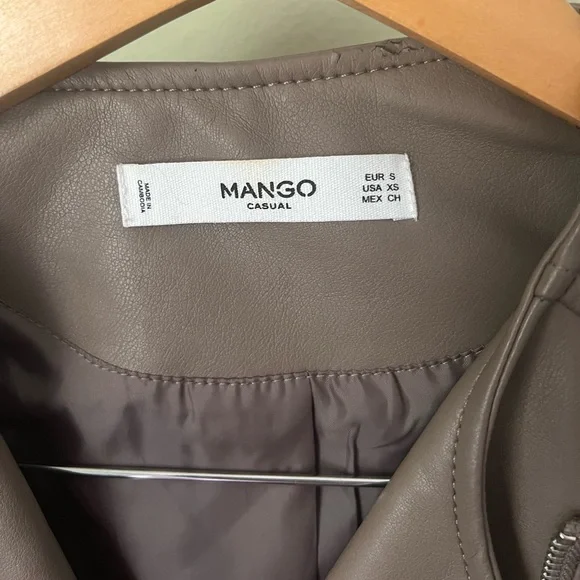 MADE IN
CAMBODIA
MANGO
CASUAL
EUR S
USA XS
MEX CH